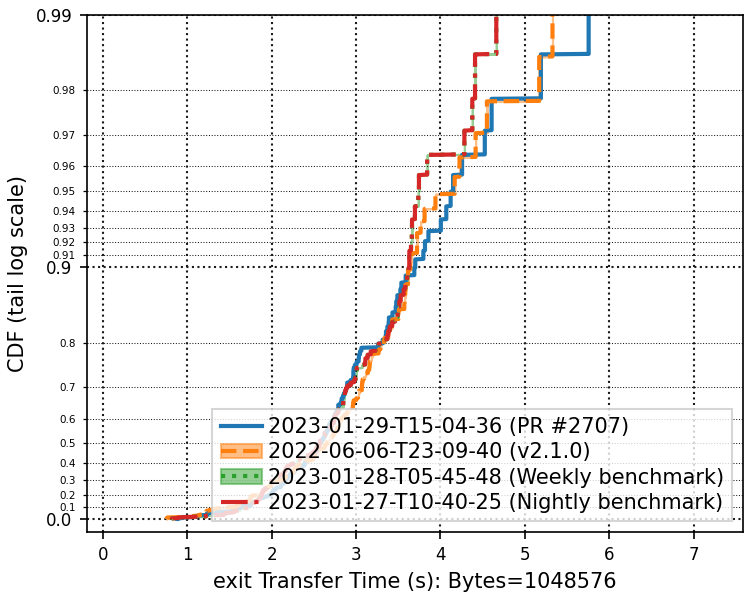 0.99
0.98
0.97
0.96
0.95
0.94
0.93
0.92
0.91
0.9
0.8
0.7
0.6
0.5
0.4
0.3
0.2
0.1
0.0
CDF (tail log scale)
2023-01-29-T15-04-36 (PR #2707)
2022-06-06-T23-09-40 (v2.1.0)
2023-01-28-T05-45-48 (Weekly benchmark)
2023-01-27-T10-40-25 (Nightly benchmark)
0 1 2 3 4 5 6 7
exit Transfer Time (s): Bytes=1048576